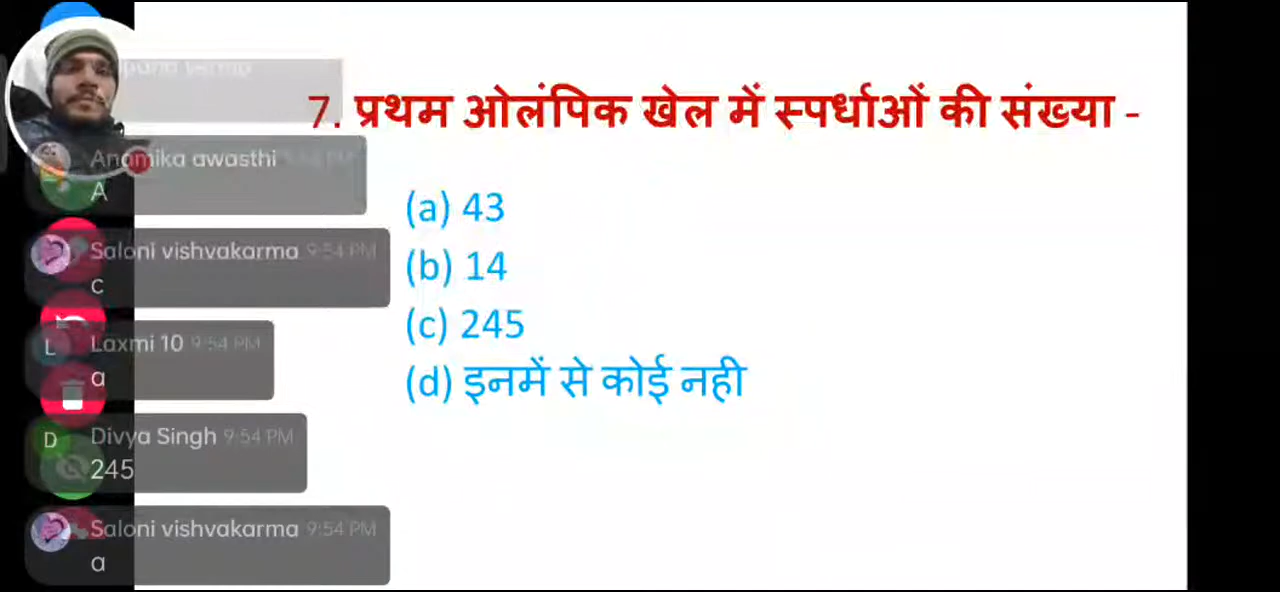 7. प्रथम ओलंपिक खेल में स्पर्धाओं की संख्या -
(a) 43
(b) 14
(c) 245
(d) इनमें से कोई नही
Anamika awasthi
A
Saloni vishvakarma 9:54 PM
c
Laxmi 10 9:54 PM
L
a
Divya Singh 9:54 PM
D
245
Saloni vishvakarma 9:54 PM
a